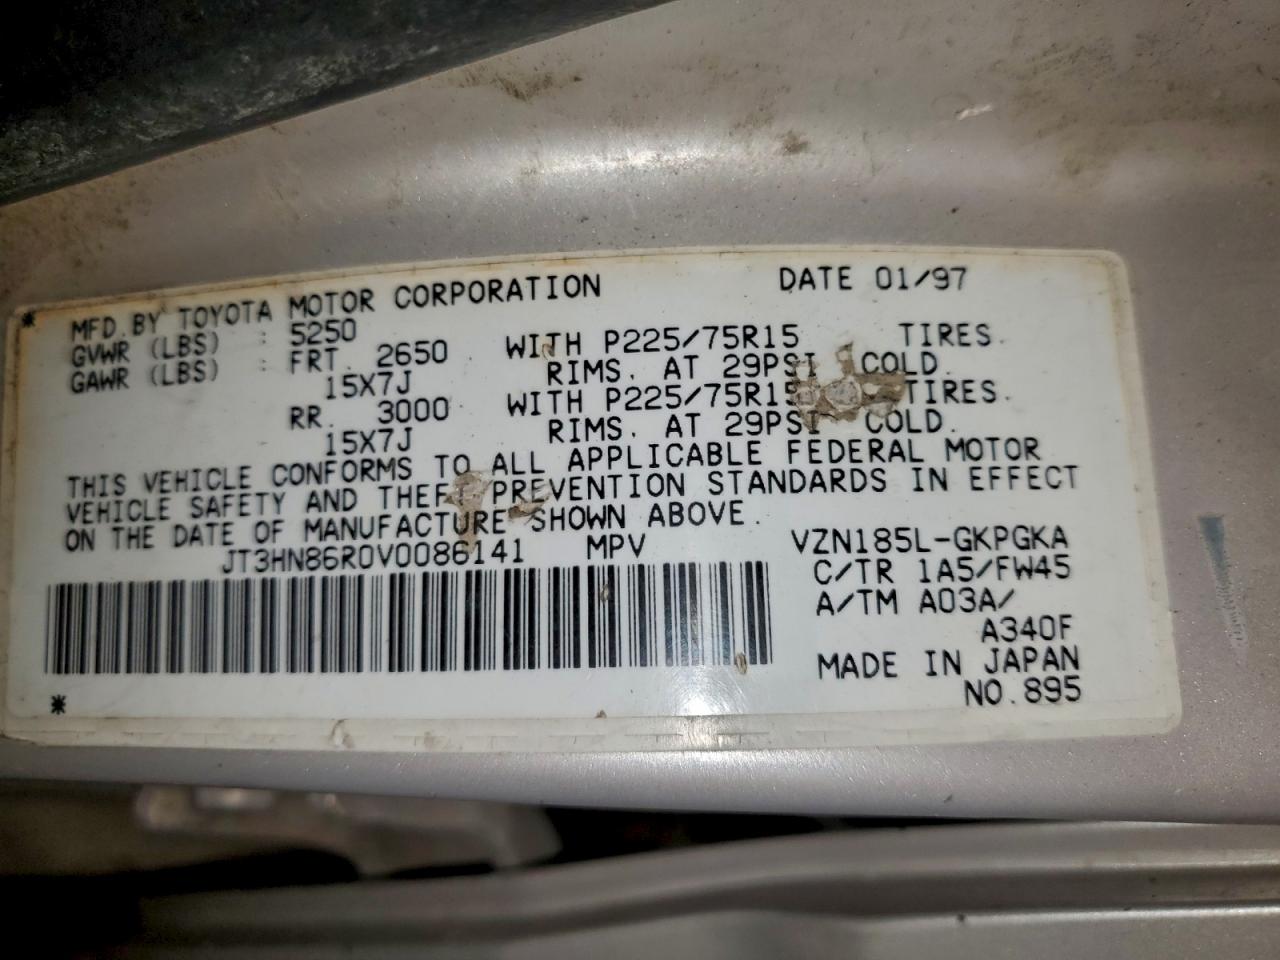 * MFD. BY TOYOTA MOTOR CORPORATION DATE 01/97
GVWR (LBS) : 5250
GAWR (LBS) : FRT. 2650 WITH P225/75R15 TIRES.
15X7J RIMS. AT 29PSI COLD.
RR. 3000 WITH P225/75R15 TIRES.
15X7J RIMS. AT 29PSI COLD.
THIS VEHICLE CONFORMS TO ALL APPLICABLE FEDERAL MOTOR
VEHICLE SAFETY AND THEFT PREVENTION STANDARDS IN EFFECT
ON THE DATE OF MANUFACTURE SHOWN ABOVE.
JT3HN86R0V0086141 MPV VZN185L-GKPGKA
C/TR 1A5/FW45
A/TM A03A/
A340F
MADE IN JAPAN
* NO.895